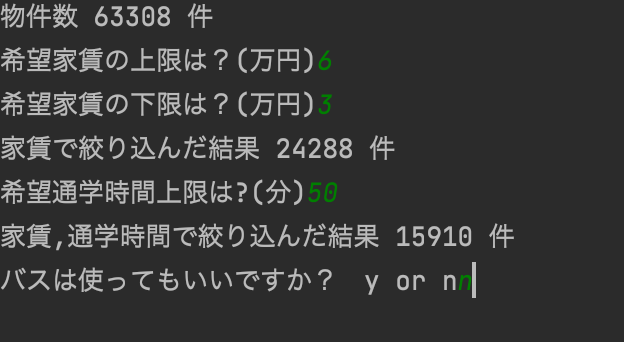 物件数 63308 件
希望家賃の上限は？(万円)6
希望家賃の下限は？(万円)3
家賃で絞り込んだ結果 24288 件
希望通学時間上限は?(分)50
家賃,通学時間で絞り込んだ結果 15910 件
バスは使ってもいいですか？　y or nn